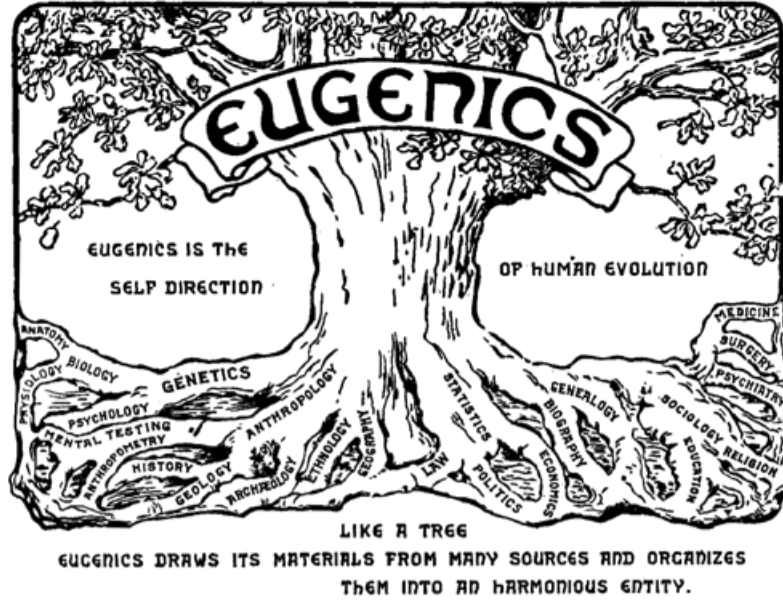 EUGENICS
EUGENICS IS THE
SELF DIRECTION
OF HUMAN EVOLUTION
ANATOMY
BIOLOGY
PHYSIOLOGY
GENETICS
PSYCHOLOGY
MENTAL TESTING
ANTHROPOMETRY
HISTORY
GEOLOGY
ANTHROPOLOGY
ARCHÆOLOGY
ETHNOLOGY
GEOGRAPHY
LAW
STATISTICS
POLITICS
ECONOMICS
BIOGRAPHY
GENEALOGY
EDUCATION
SOCIOLOGY
RELIGION
PSYCHIATRY
SURGERY
MEDICINE
LIKE A TREE
EUGENICS DRAWS ITS MATERIALS FROM MANY SOURCES AND ORGANIZES
THEM INTO AN HARMONIOUS ENTITY.